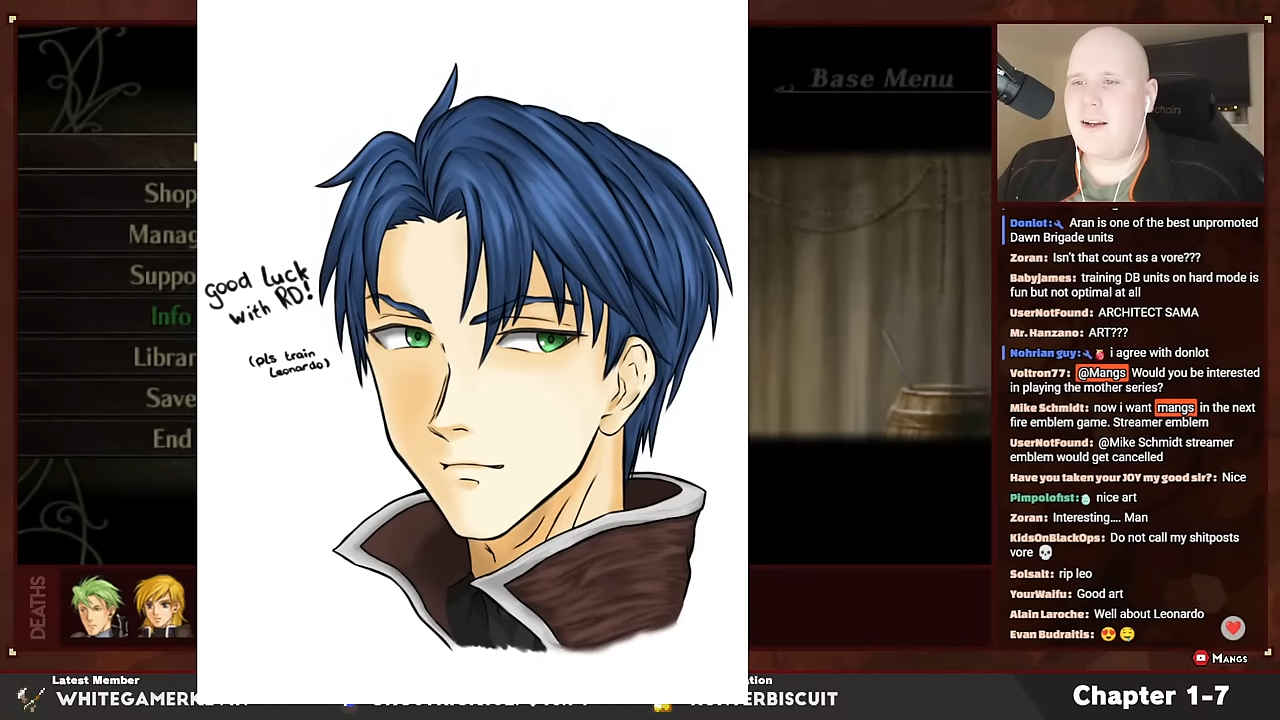 Base Menu
Shop
Manag
Suppo
Info
Librar
Save
End
good luck
with RD!
(pls train
Leonardo)
DEATHS
chairs
Donlot: Aran is one of the best unpromoted
Dawn Brigade units
Zoran: Isn't that count as a vore???
Babyjames: training DB units on hard mode is
fun but not optimal at all
UserNotFound: ARCHITECT SAMA
Mr. Hanzano: ART???
Nohrian guy: i agree with donlot
Voltron77: @Mangs Would you be interested
in playing the mother series?
Mike Schmidt: now i want mangs in the next
fire emblem game. Streamer emblem
UserNotFound: @Mike Schmidt streamer
emblem would get cancelled
Have you taken your JOY my good sir?: Nice
Pimpolofist: nice art
Zoran: Interesting.... Man
KidsOnBlackOps: Do not call my shitposts
vore
Solsalt: rip leo
YourWaifu: Good art
Alain Laroche: Well about Leonardo
Evan Budraitis:
MANGS
Latest Member
WHITEGAMERK
Chapter 1-7